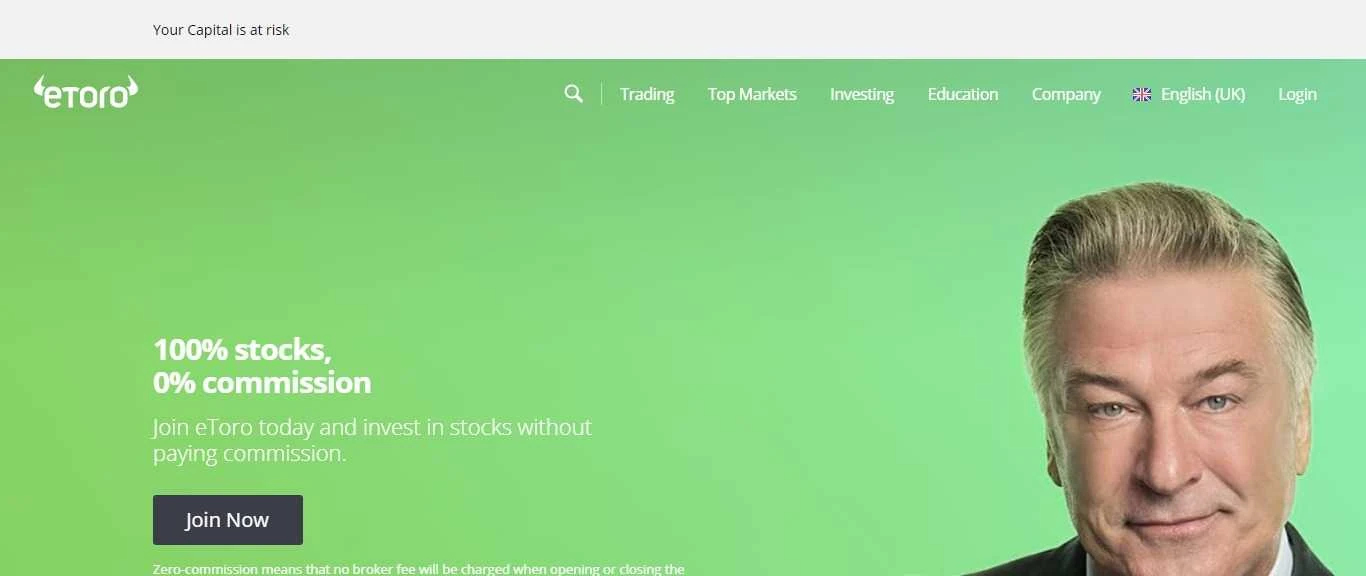 Your Capital is at risk
eToro
Trading
Top Markets
Investing
Education
Company
English (UK)
Login
100% stocks,
0% commission
Join eToro today and invest in stocks without
paying commission.
Join Now
Zero-commission means that no broker fee will be charged when opening or closing the